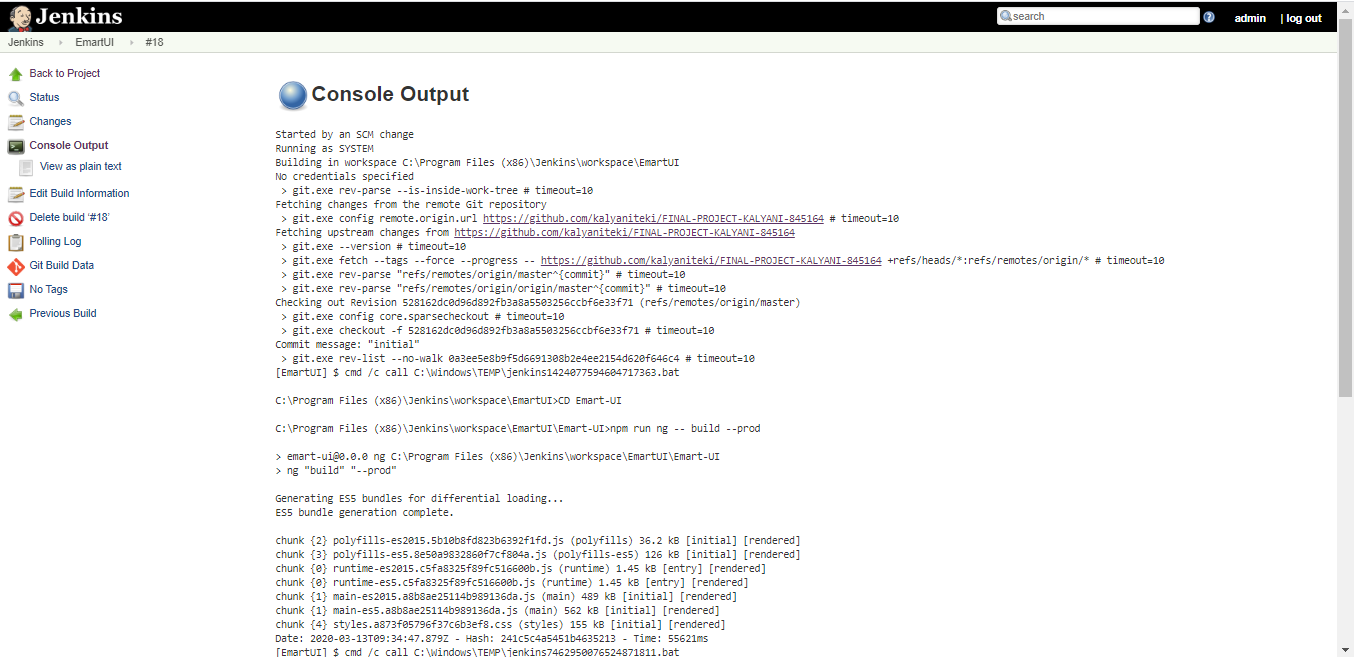 Jenkins
search
admin
| log out
Jenkins
EmartUI
#18
Back to Project
Status
Changes
Console Output
View as plain text
Edit Build Information
Delete build ‘#18’
Polling Log
Git Build Data
No Tags
Previous Build
Console Output
Started by an SCM change
Running as SYSTEM
Building in workspace C:\Program Files (x86)\Jenkins\workspace\EmartUI
No credentials specified
> git.exe rev-parse --is-inside-work-tree # timeout=10
Fetching changes from the remote Git repository
> git.exe config remote.origin.url https://github.com/kalyaniteki/FINAL-PROJECT-KALYANI-845164 # timeout=10
Fetching upstream changes from https://github.com/kalyaniteki/FINAL-PROJECT-KALYANI-845164
> git.exe --version # timeout=10
> git.exe fetch --tags --force --progress -- https://github.com/kalyaniteki/FINAL-PROJECT-KALYANI-845164 +refs/heads/*:refs/remotes/origin/* # timeout=10
> git.exe rev-parse "refs/remotes/origin/master^{commit}" # timeout=10
> git.exe rev-parse "refs/remotes/origin/origin/master^{commit}" # timeout=10
Checking out Revision 528162dc0d96d892fb3a8a5503256ccbf6e33f71 (refs/remotes/origin/master)
> git.exe config core.sparsecheckout # timeout=10
> git.exe checkout -f 528162dc0d96d892fb3a8a5503256ccbf6e33f71 # timeout=10
Commit message: "initial"
> git.exe rev-list --no-walk 0a3ee5e8b9f5d6691308b2e4ee2154d620f646c4 # timeout=10
[EmartUI] $ cmd /c call C:\Windows\TEMP\jenkins1424077594604717363.bat
C:\Program Files (x86)\Jenkins\workspace\EmartUI>CD Emart-UI
C:\Program Files (x86)\Jenkins\workspace\EmartUI\Emart-UI>npm run ng -- build --prod
> emart-ui@0.0.0 ng C:\Program Files (x86)\Jenkins\workspace\EmartUI\Emart-UI
> ng "build" "--prod"
Generating ES5 bundles for differential loading...
ES5 bundle generation complete.
chunk {2} polyfills-es2015.5b10b8fd823b6392f1fd.js (polyfills) 36.2 kB [initial] [rendered]
chunk {3} polyfills-es5.8e50a9832860f7cf804a.js (polyfills-es5) 126 kB [initial] [rendered]
chunk {0} runtime-es2015.c5fa8325f89fc516600b.js (runtime) 1.45 kB [entry] [rendered]
chunk {0} runtime-es5.c5fa8325f89fc516600b.js (runtime) 1.45 kB [entry] [rendered]
chunk {1} main-es2015.a8b8ae25114b989136da.js (main) 489 kB [initial] [rendered]
chunk {1} main-es5.a8b8ae25114b989136da.js (main) 562 kB [initial] [rendered]
chunk {4} styles.a873f05796f37c6b3ef8.css (styles) 155 kB [initial] [rendered]
Date: 2020-03-13T09:34:47.879Z - Hash: 241c5c4a5451b4635213 - Time: 55621ms
[EmartUI] $ cmd /c call C:\Windows\TEMP\jenkins7462950076524871811.bat